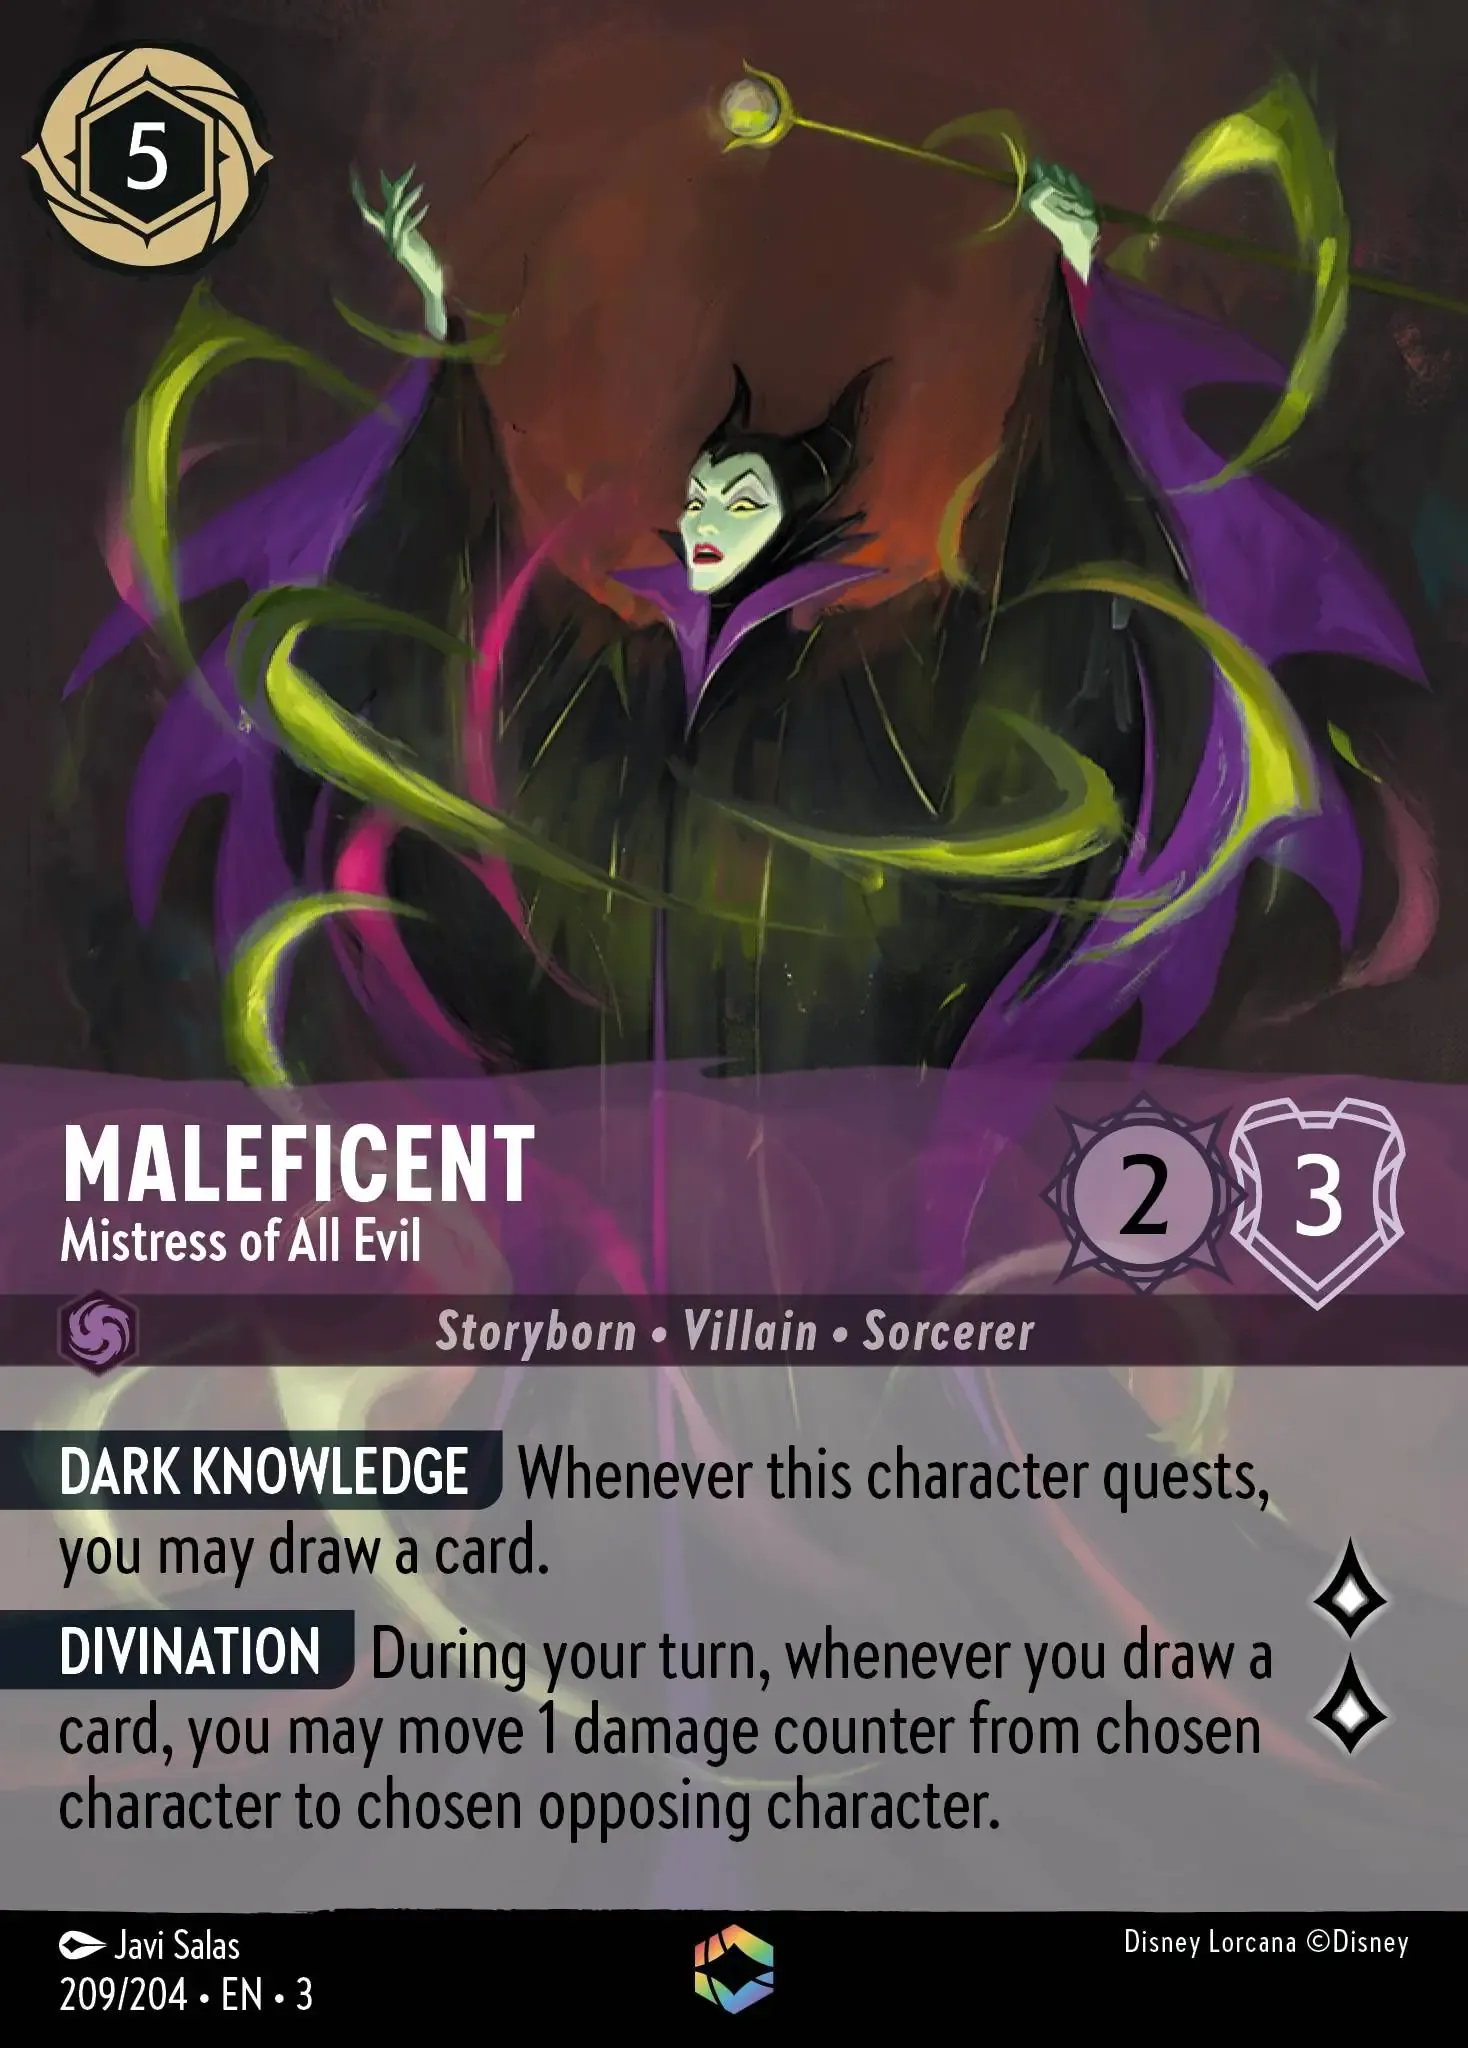 5
MALEFICENT
Mistress of All Evil
2
3
Storyborn • Villain • Sorcerer
DARK KNOWLEDGE Whenever this character quests,
you may draw a card.
DIVINATION During your turn, whenever you draw a
card, you may move 1 damage counter from chosen
character to chosen opposing character.
Javi Salas
Disney Lorcana ©Disney
209/204 • EN • 3